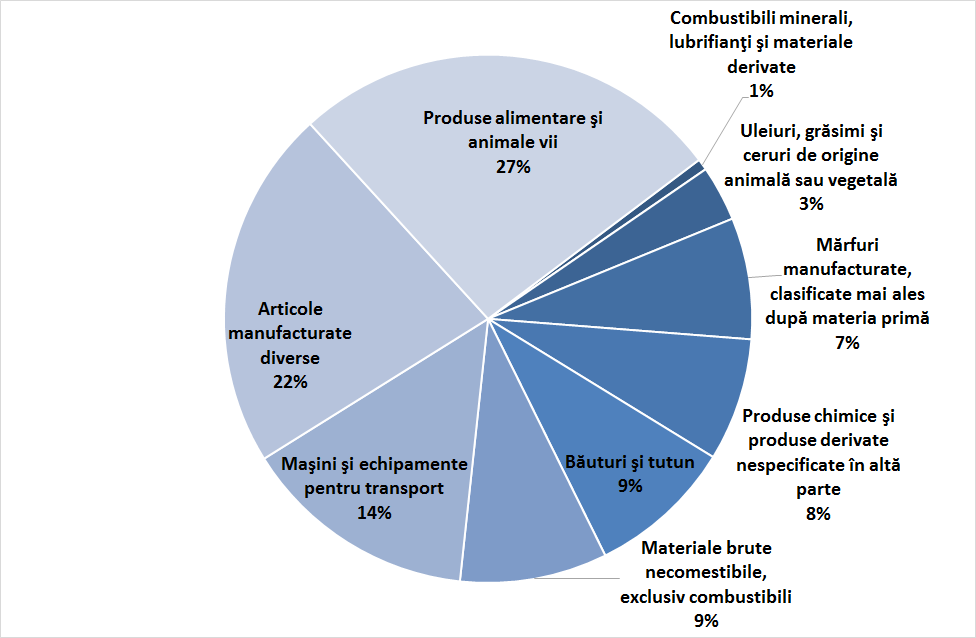 Combustibili minerali,
lubrifianţi şi materiale
derivate
1%
Produse alimentare şi
animale vii
27%
Uleiuri, grăsimi şi
ceruri de origine
animală sau vegetală
3%
Mărfuri
manufacturate,
clasificate mai ales
după materia primă
7%
Articole
manufacturate
diverse
22%
Produse chimice şi
produse derivate
nespecificate în altă
parte
8%
Maşini şi echipamente
pentru transport
14%
Băuturi şi tutun
9%
Materiale brute
necomestibile,
exclusiv combustibili
9%